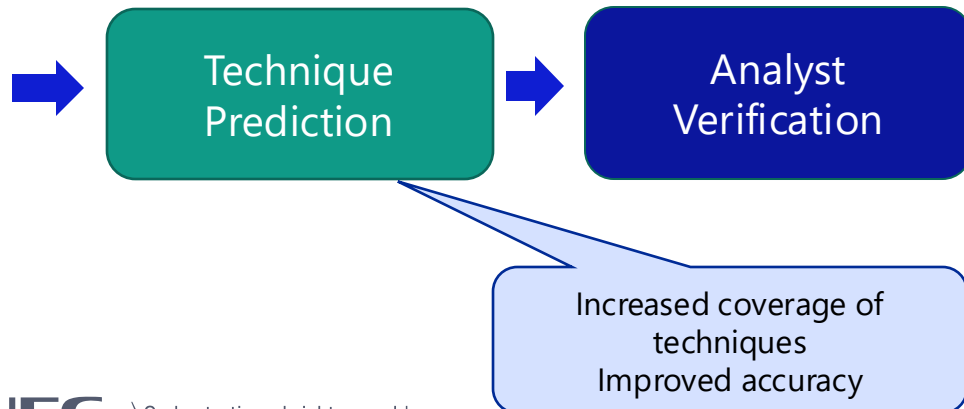 Technique
Prediction
Analyst
Verification
Increased coverage of
techniques
Improved accuracy